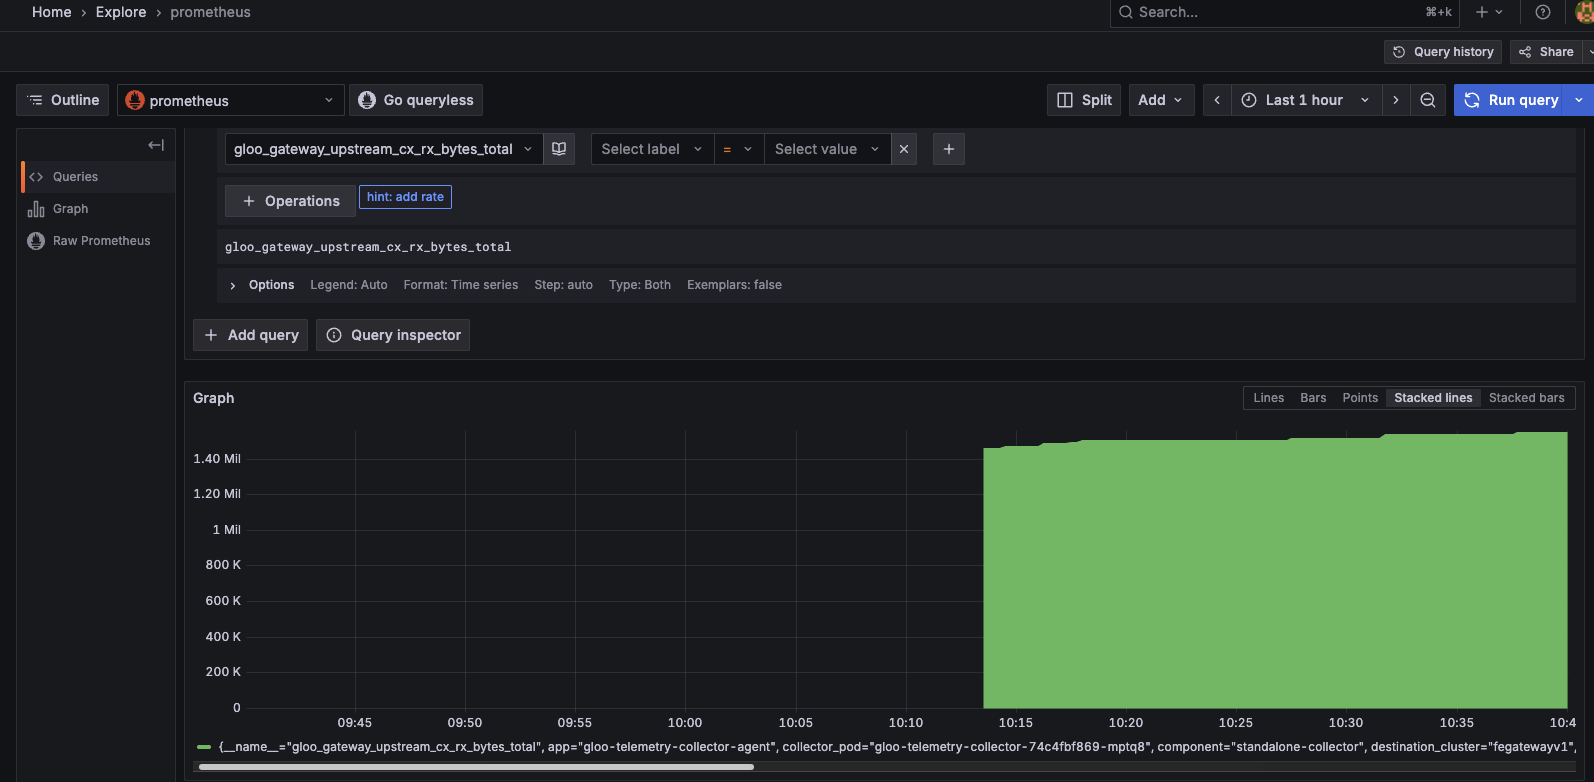 Home › Explore › prometheus
Search... ⌘+k
Query history Share
Outline prometheus Go queryless Split Add Last 1 hour Run query
Queries
Graph
Raw Prometheus
gloo_gateway_upstream_cx_rx_bytes_total Select label = Select value
+ Operations hint: add rate
gloo_gateway_upstream_cx_rx_bytes_total
Options Legend: Auto Format: Time series Step: auto Type: Both Exemplars: false
+ Add query Query inspector
Graph Lines Bars Points Stacked lines Stacked bars
1.40 Mil
1.20 Mil
1 Mil
800 K
600 K
400 K
200 K
0
09:45 09:50 09:55 10:00 10:05 10:10 10:15 10:20 10:25 10:30 10:35 10:4
{__name__="gloo_gateway_upstream_cx_rx_bytes_total", app="gloo-telemetry-collector-agent", collector_pod="gloo-telemetry-collector-74c4fbf869-mptq8", component="standalone-collector", destination_cluster="fegatewayv1",